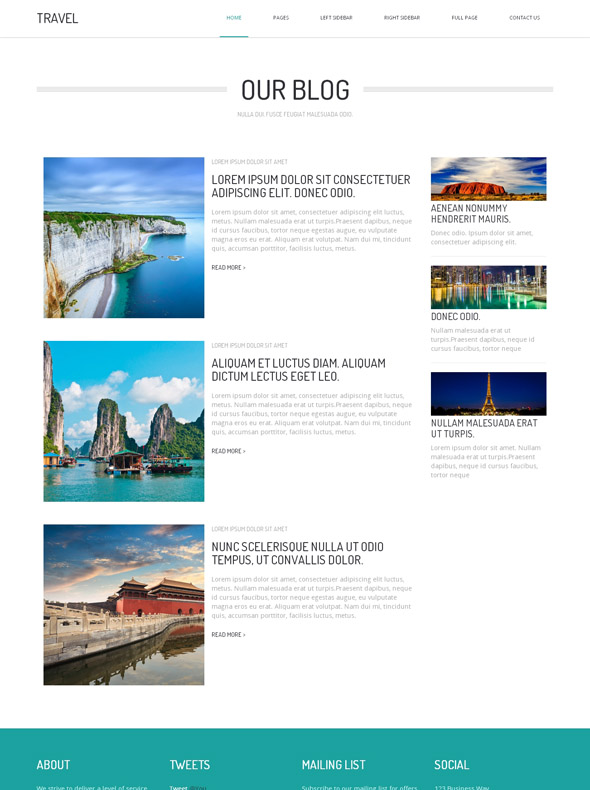 TRAVEL
HOME
PAGES
LEFT SIDEBAR
RIGHT SIDEBAR
FULL PAGE
CONTACT US
OUR BLOG
NULLA QUI FUSCE FEUGIAT MALESUADA ODIO.
LOREM IPSUM DOLOR SIT AMET
LOREM IPSUM DOLOR SIT CONSECTETUER
ADIPISCING ELIT. DONEC ODIO.
Lorem ipsum dolor sit amet, consectetuer adipiscing elit luctus,
metus. Nullam malesuada erat ut turpis.Praesent dapibus, neque
id cursus faucibus, tortor neque egestas augue, eu vulputate
magna eros eu erat. Aliquam erat volutpat. Nam dui mi, tincidunt
quis, accumsan porttitor, facilisis luctus, metus.
READ MORE >
LOREM IPSUM DOLOR SIT AMET
ALIQUAM ET LUCTUS DIAM. ALIQUAM
DICTUM LECTUS EGET LEO.
Lorem ipsum dolor sit amet, consectetuer adipiscing elit luctus,
metus. Nullam malesuada erat ut turpis.Praesent dapibus, neque
id cursus faucibus, tortor neque egestas augue, eu vulputate
magna eros eu erat. Aliquam erat volutpat. Nam dui mi, tincidunt
quis, accumsan porttitor, facilisis luctus, metus.
READ MORE >
LOREM IPSUM DOLOR SIT AMET
NUNC SCELERISQUE NULLA UT ODIO
TEMPUS, UT CONVALLIS DOLOR.
Lorem ipsum dolor sit amet, consectetuer adipiscing elit luctus,
metus. Nullam malesuada erat ut turpis.Praesent dapibus, neque
id cursus faucibus, tortor neque egestas augue, eu vulputate
magna eros eu erat. Aliquam erat volutpat. Nam dui mi, tincidunt
quis, accumsan porttitor, facilisis luctus, metus.
READ MORE >
AENEAN NONUMMY
HENDRERIT MAURIS.
Donec odio. Ipsum dolor sit amet,
consectetuer adipiscing elit.
DONEC ODIO.
Nullam malesuada erat ut
turpis.Praesent dapibus, neque id
cursus faucibus, tortor neque
NULLAM MALESUADA ERAT
UT TURPIS.
Lorem ipsum dolor sit amet. Nullam
malesuada erat ut turpis.Praesent
dapibus, neque id cursus faucibus,
tortor neque
ABOUT
TWEETS
MAILING LIST
SOCIAL
We strive to deliver a level of service
Tweet
Subscribe to our mailing list for offers
123 Business Way